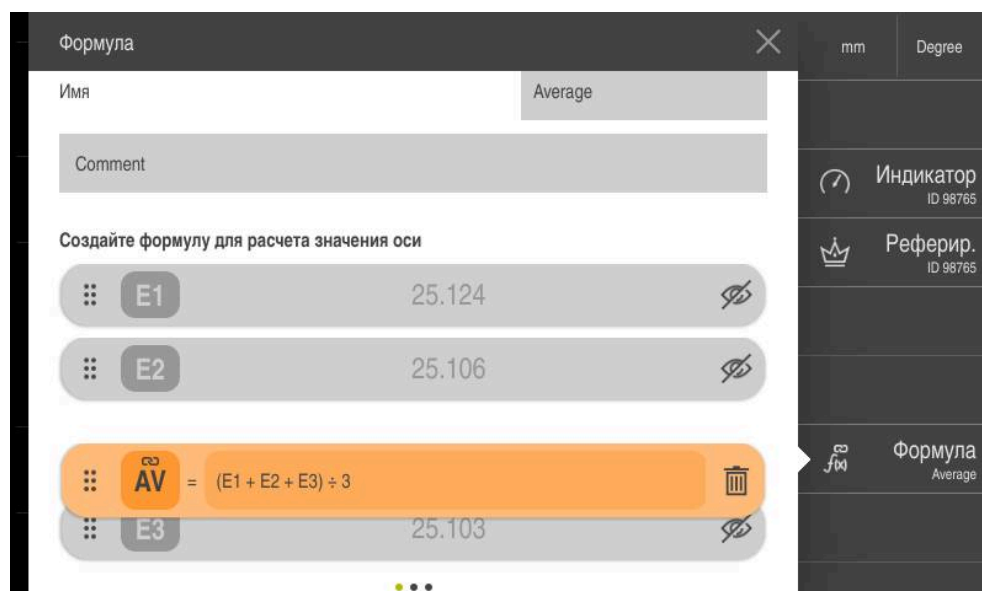 Формула
Имя
Average
Comment
Создайте формулу для расчета значения оси
E1 25.124
E2 25.106
AV = (E1 + E2 + E3) ÷ 3
E3 25.103
mm Degree
Индикатор
ID 98765
Реферир.
ID 98765
f(x) Формула
Average